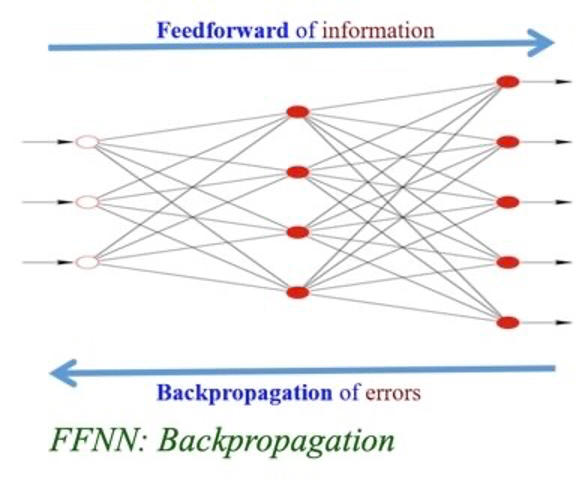 Feedforward of information
Backpropagation of errors
FFNN: Backpropagation